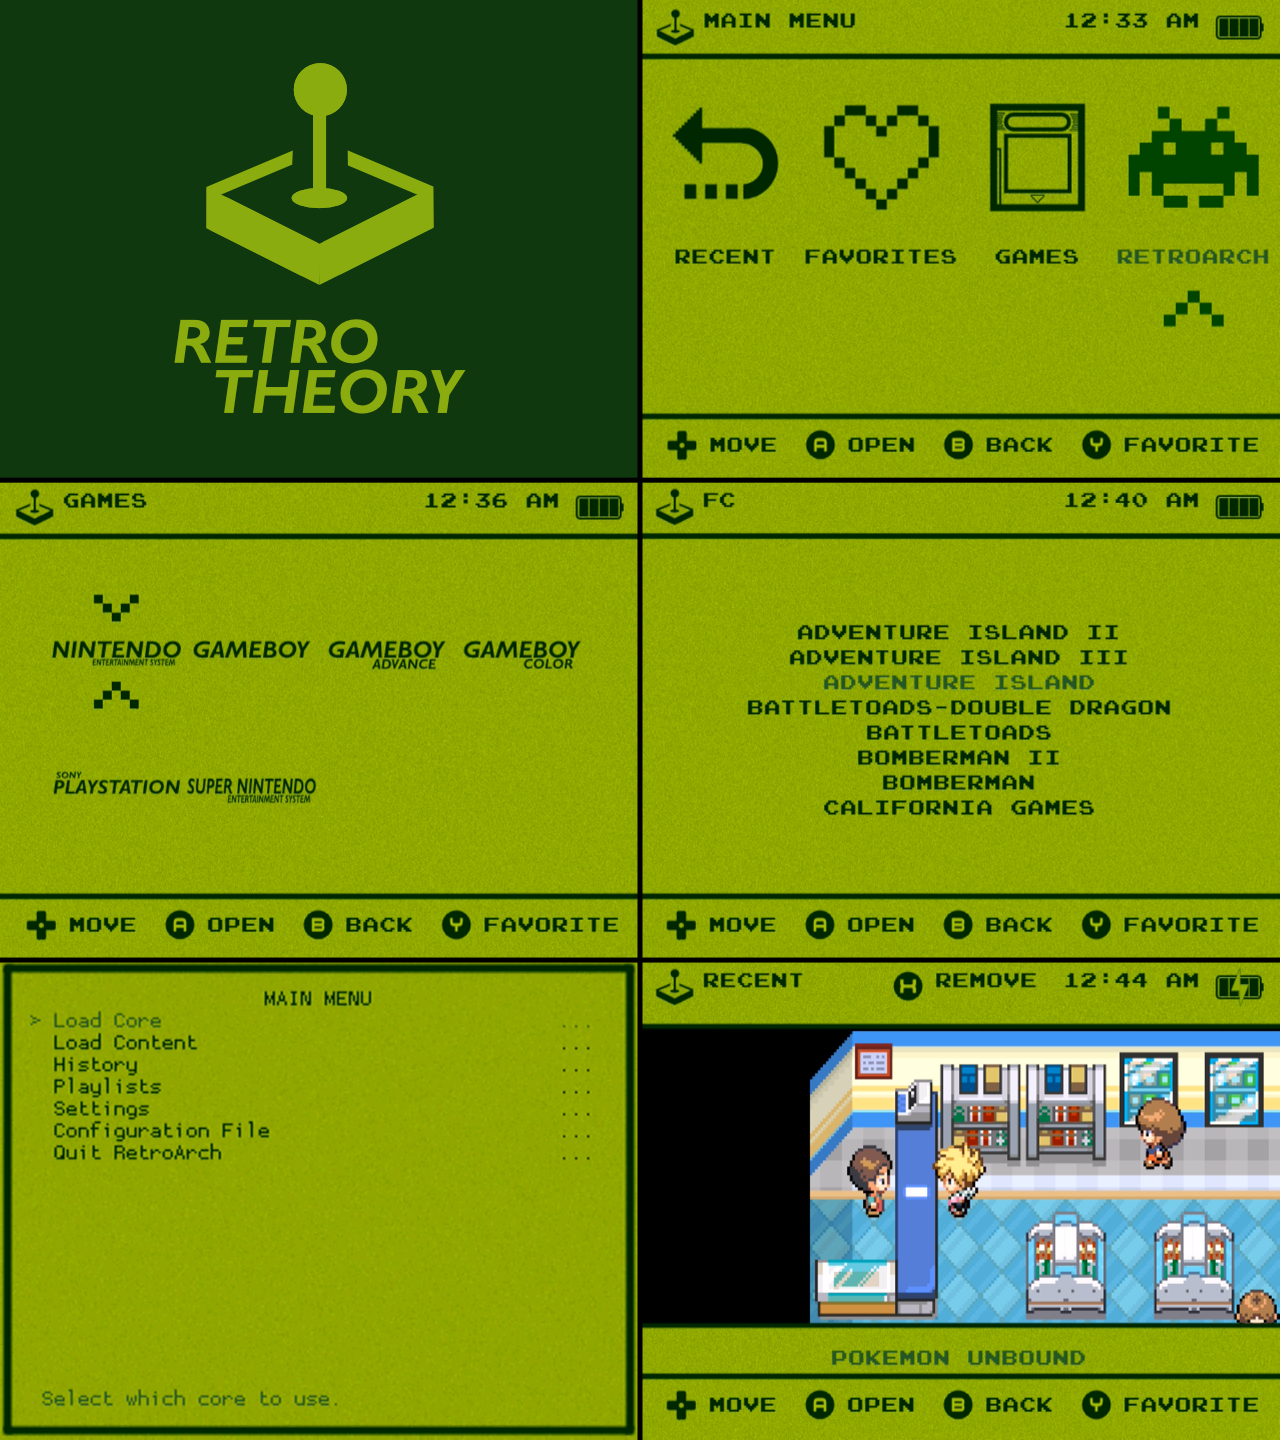 RETRO
THEORY
MAIN MENU 12:33 AM
RECENT FAVORITES GAMES RETROARCH
MOVE A OPEN B BACK Y FAVORITE
GAMES 12:36 AM
NINTENDO GAMEBOY GAMEBOY GAMEBOY
ENTERTAINMENT SYSTEM ADVANCE COLOR
SONY
PLAYSTATION SUPER NINTENDO
ENTERTAINMENT SYSTEM
MOVE A OPEN B BACK Y FAVORITE
FC 12:40 AM
ADVENTURE ISLAND II
ADVENTURE ISLAND III
ADVENTURE ISLAND
BATTLETOADS-DOUBLE DRAGON
BATTLETOADS
BOMBERMAN II
BOMBERMAN
CALIFORNIA GAMES
MOVE A OPEN B BACK Y FAVORITE
MAIN MENU
> Load Core ...
Load Content ...
History ...
Playlists ...
Settings ...
Configuration File ...
Quit RetroArch ...
Select which core to use.
RECENT X REMOVE 12:44 AM
POKEMON UNBOUND
MOVE A OPEN B BACK Y FAVORITE